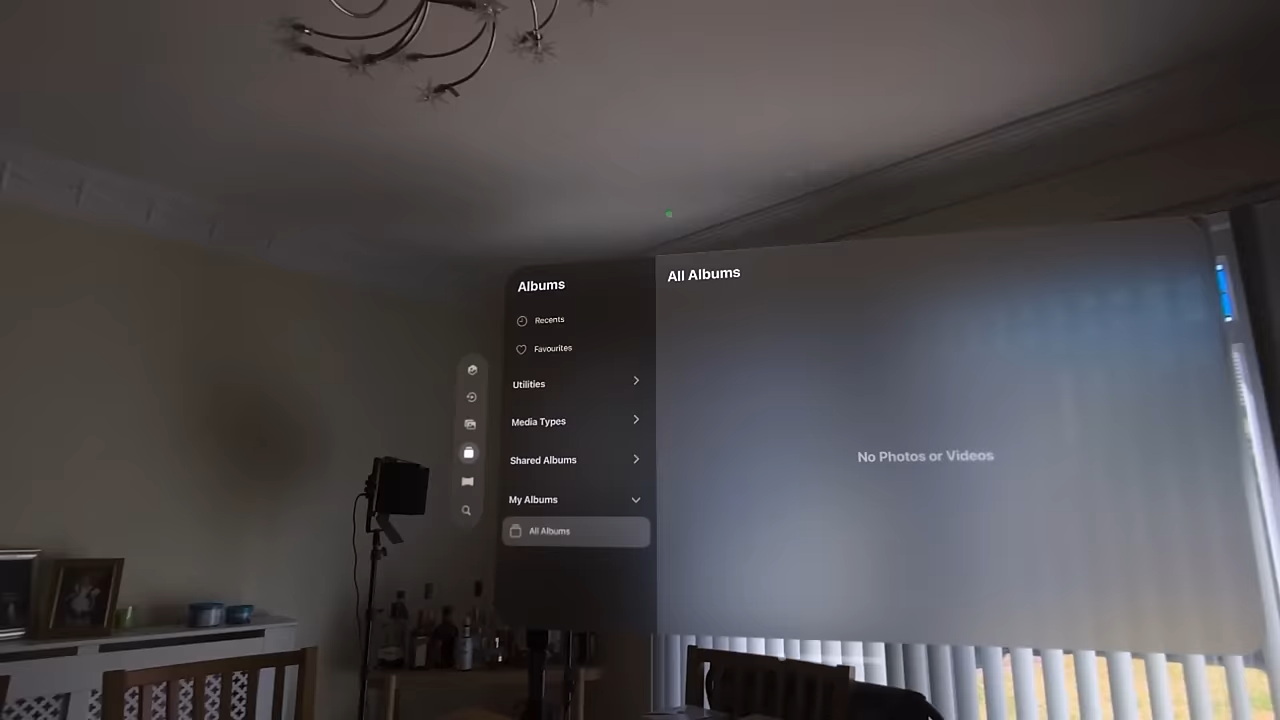 Albums
Recents
Favourites
Utilities
Media Types
Shared Albums
My Albums
All Albums
All Albums
No Photos or Videos